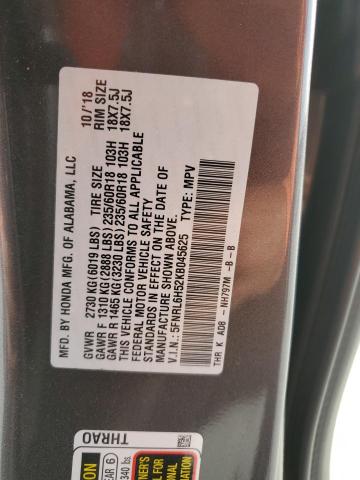 MFD. BY HONDA MFG. OF ALABAMA, LLC 10/'18
TIRE SIZE RIM SIZE
GVWR 2730 KG(6019 LBS)
GAWR F 1310 KG(2888 LBS) 235/60R18 103H 18X7.5J
GAWR R 1465 KG(3230 LBS) 235/60R18 103H 18X7.5J
THIS VEHICLE CONFORMS TO ALL APPLICABLE
FEDERAL MOTOR VEHICLE SAFETY
STANDARDS IN EFFECT ON THE DATE OF
MANUFACTURE SHOWN ABOVE.
V.I.N.: 5FNRL6H52KB045625 TYPE: MPV
THR K AD8 -NH797M -B -B
THRA0